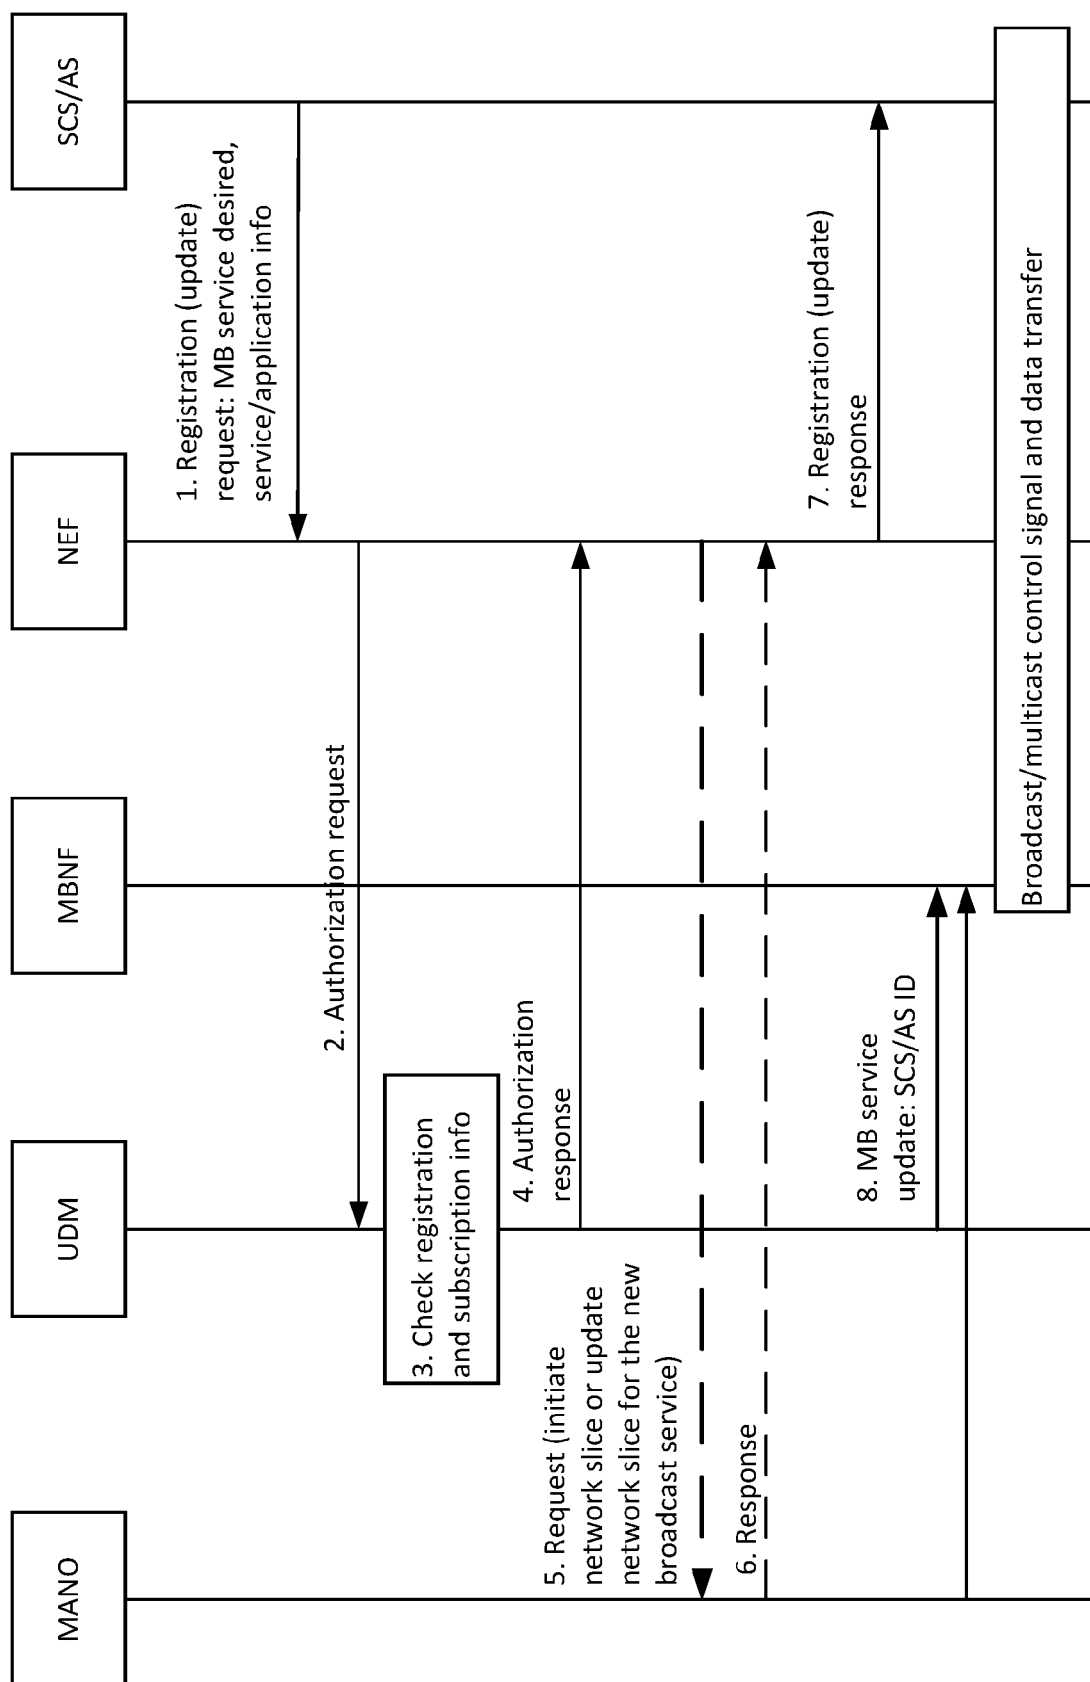 MANO
UDM
MBNF
NEF
SCS/AS
1. Registration (update)
request: MB service desired,
service/application info
2. Authorization request
3. Check registration
and subscription info
4. Authorization
response
5. Request (initiate
network slice or update
network slice for the new
broadcast service)
6. Response
7. Registration (update)
response
8. MB service
update: SCS/AS ID
Broadcast/multicast control signal and data transfer